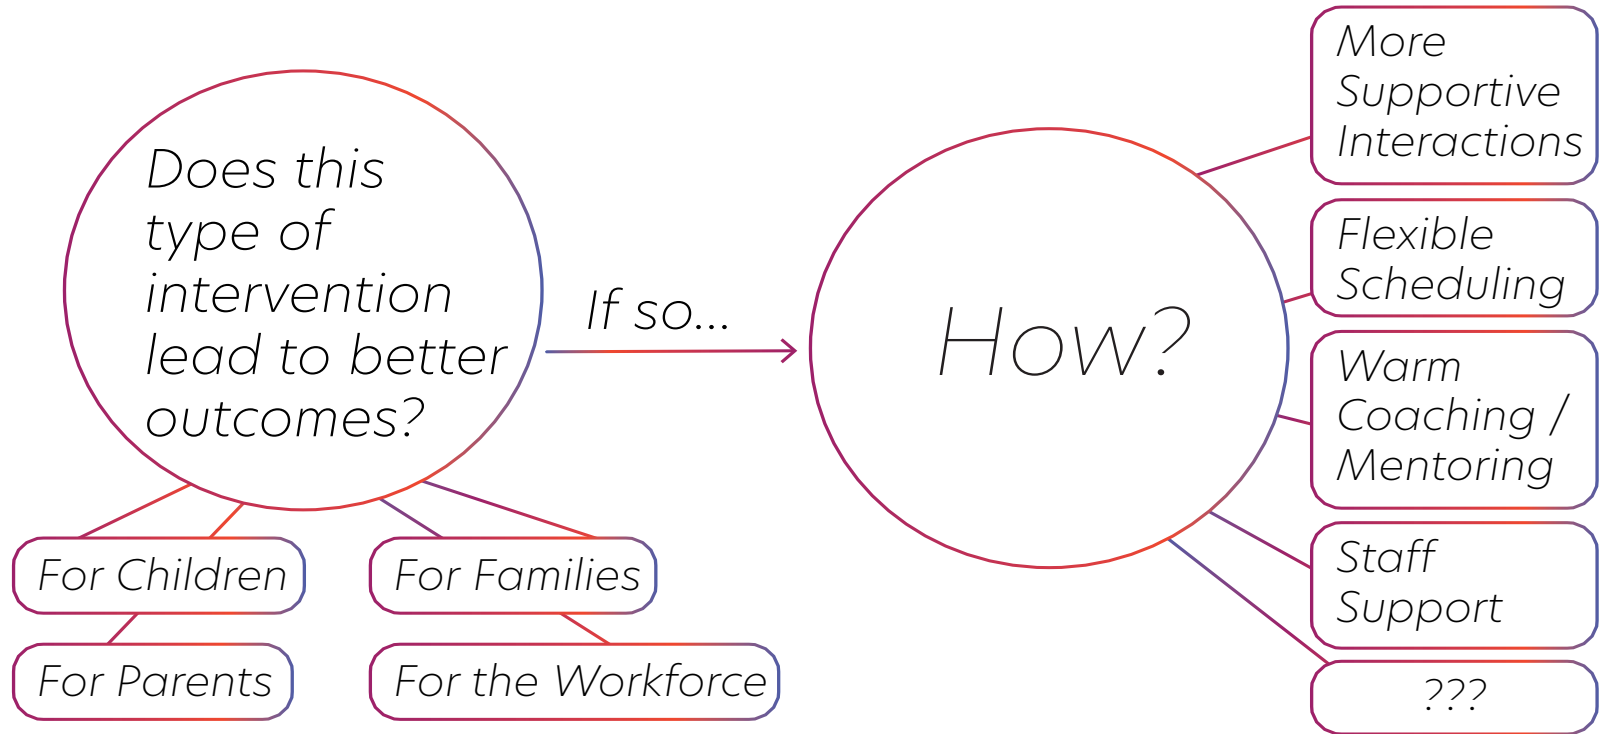 Does this
type of
intervention
lead to better
outcomes?
For Children
For Families
For Parents
For the Workforce
If so...
How?
More
Supportive
Interactions
Flexible
Scheduling
Warm
Coaching /
Mentoring
Staff
Support
???